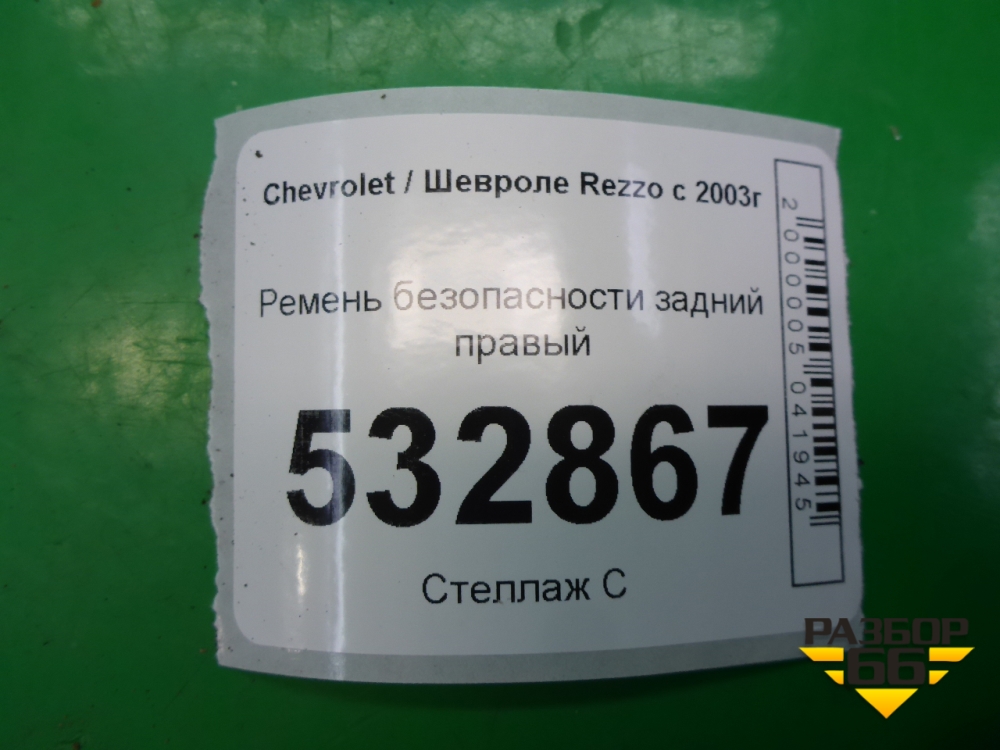 Chevrolet / Шевроле Rezzo с 2003г
Ремень безопасности задний
правый
532867
Стеллаж С
2000005041945
РАЗБОР
66